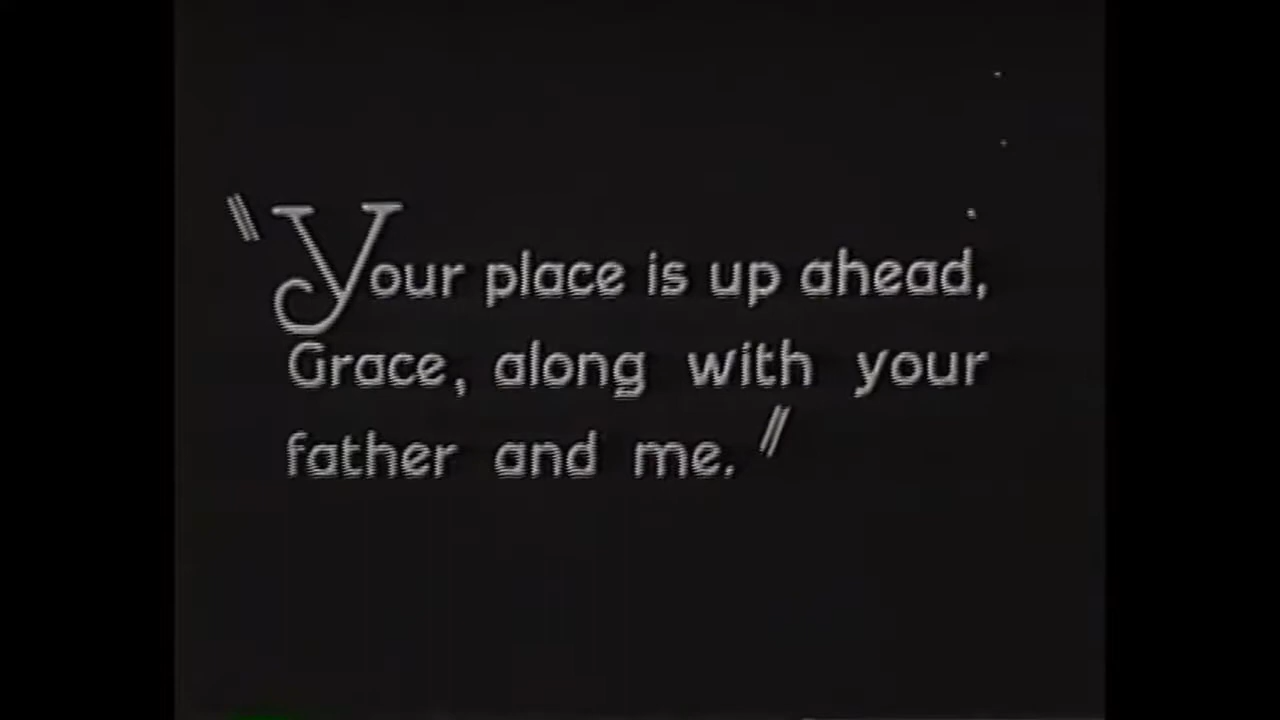 "Your place is up ahead,
Grace, along with your
father and me."